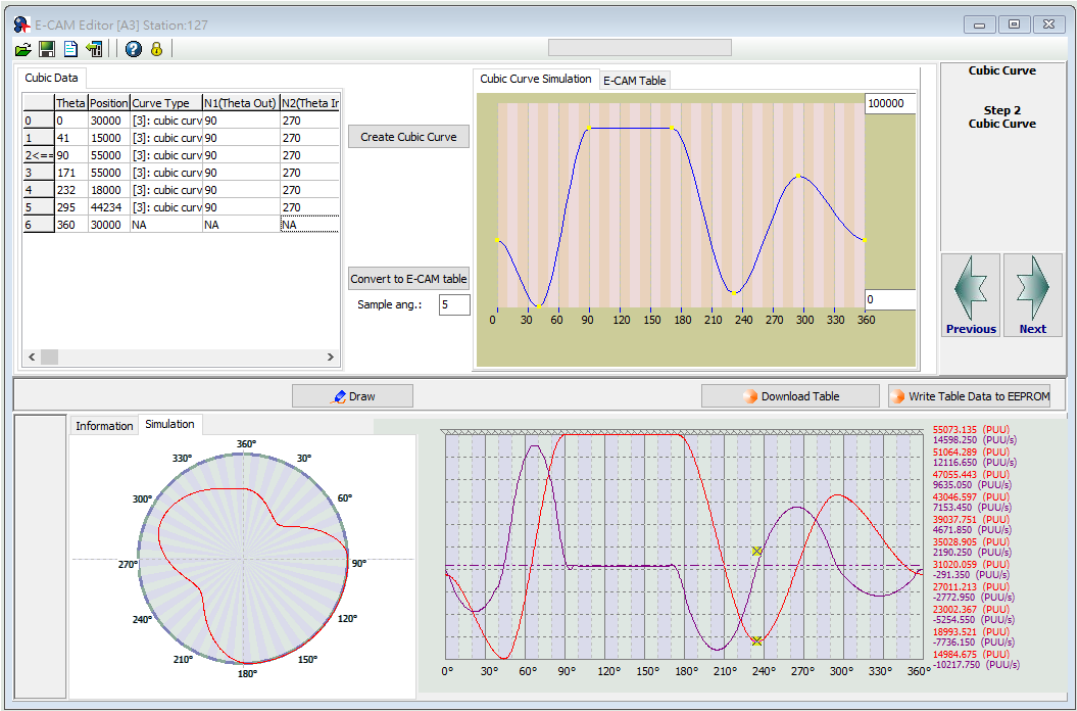 E-CAM Editor [A3] Station:127
Cubic Data
Theta Position Curve Type N1(Theta Out) N2(Theta Ir
0 0 30000 [3]: cubic curv 90 270
1 41 15000 [3]: cubic curv 90 270
2<== 90 55000 [3]: cubic curv 90 270
3 171 55000 [3]: cubic curv 90 270
4 232 18000 [3]: cubic curv 90 270
5 295 44234 [3]: cubic curv 90 270
6 360 30000 NA NA NA
Create Cubic Curve
Convert to E-CAM table
Sample ang.: 5
Cubic Curve Simulation E-CAM Table
100000
0
0 30 60 90 120 150 180 210 240 270 300 330 360
Cubic Curve
Step 2
Cubic Curve
Previous Next
Draw Download Table Write Table Data to EEPROM
Information Simulation
360°
30°
60°
90°
120°
150°
180°
210°
240°
270°
300°
330°
55073.135 (PUU)
14598.250 (PUU/s)
51064.289 (PUU)
12116.650 (PUU/s)
47055.443 (PUU)
9635.050 (PUU/s)
43046.597 (PUU)
7153.450 (PUU/s)
39037.751 (PUU)
4671.850 (PUU/s)
35028.905 (PUU)
2190.250 (PUU/s)
31020.059 (PUU)
-291.350 (PUU/s)
27011.213 (PUU)
-2772.950 (PUU/s)
23002.367 (PUU)
-5254.550 (PUU/s)
18993.521 (PUU)
-7736.150 (PUU/s)
14984.675 (PUU)
-10217.750 (PUU/s)
0° 30° 60° 90° 120° 150° 180° 210° 240° 270° 300° 330° 360°